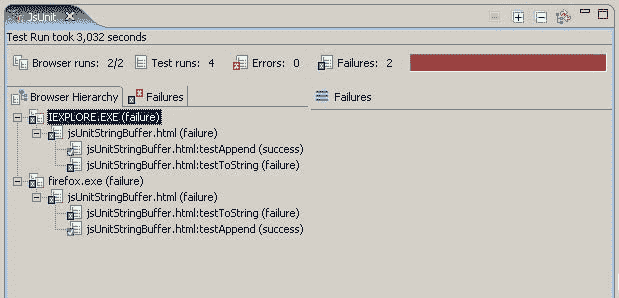 JsUnit
Test Run took 3,032 seconds
Browser runs: 2/2 Test runs: 4 Errors: 0 Failures: 2
Browser Hierarchy Failures Failures
IEXPLORE.EXE (failure)
jsUnitStringBuffer.html (failure)
jsUnitStringBuffer.html:testAppend (success)
jsUnitStringBuffer.html:testToString (failure)
firefox.exe (failure)
jsUnitStringBuffer.html (failure)
jsUnitStringBuffer.html:testToString (failure)
jsUnitStringBuffer.html:testAppend (success)